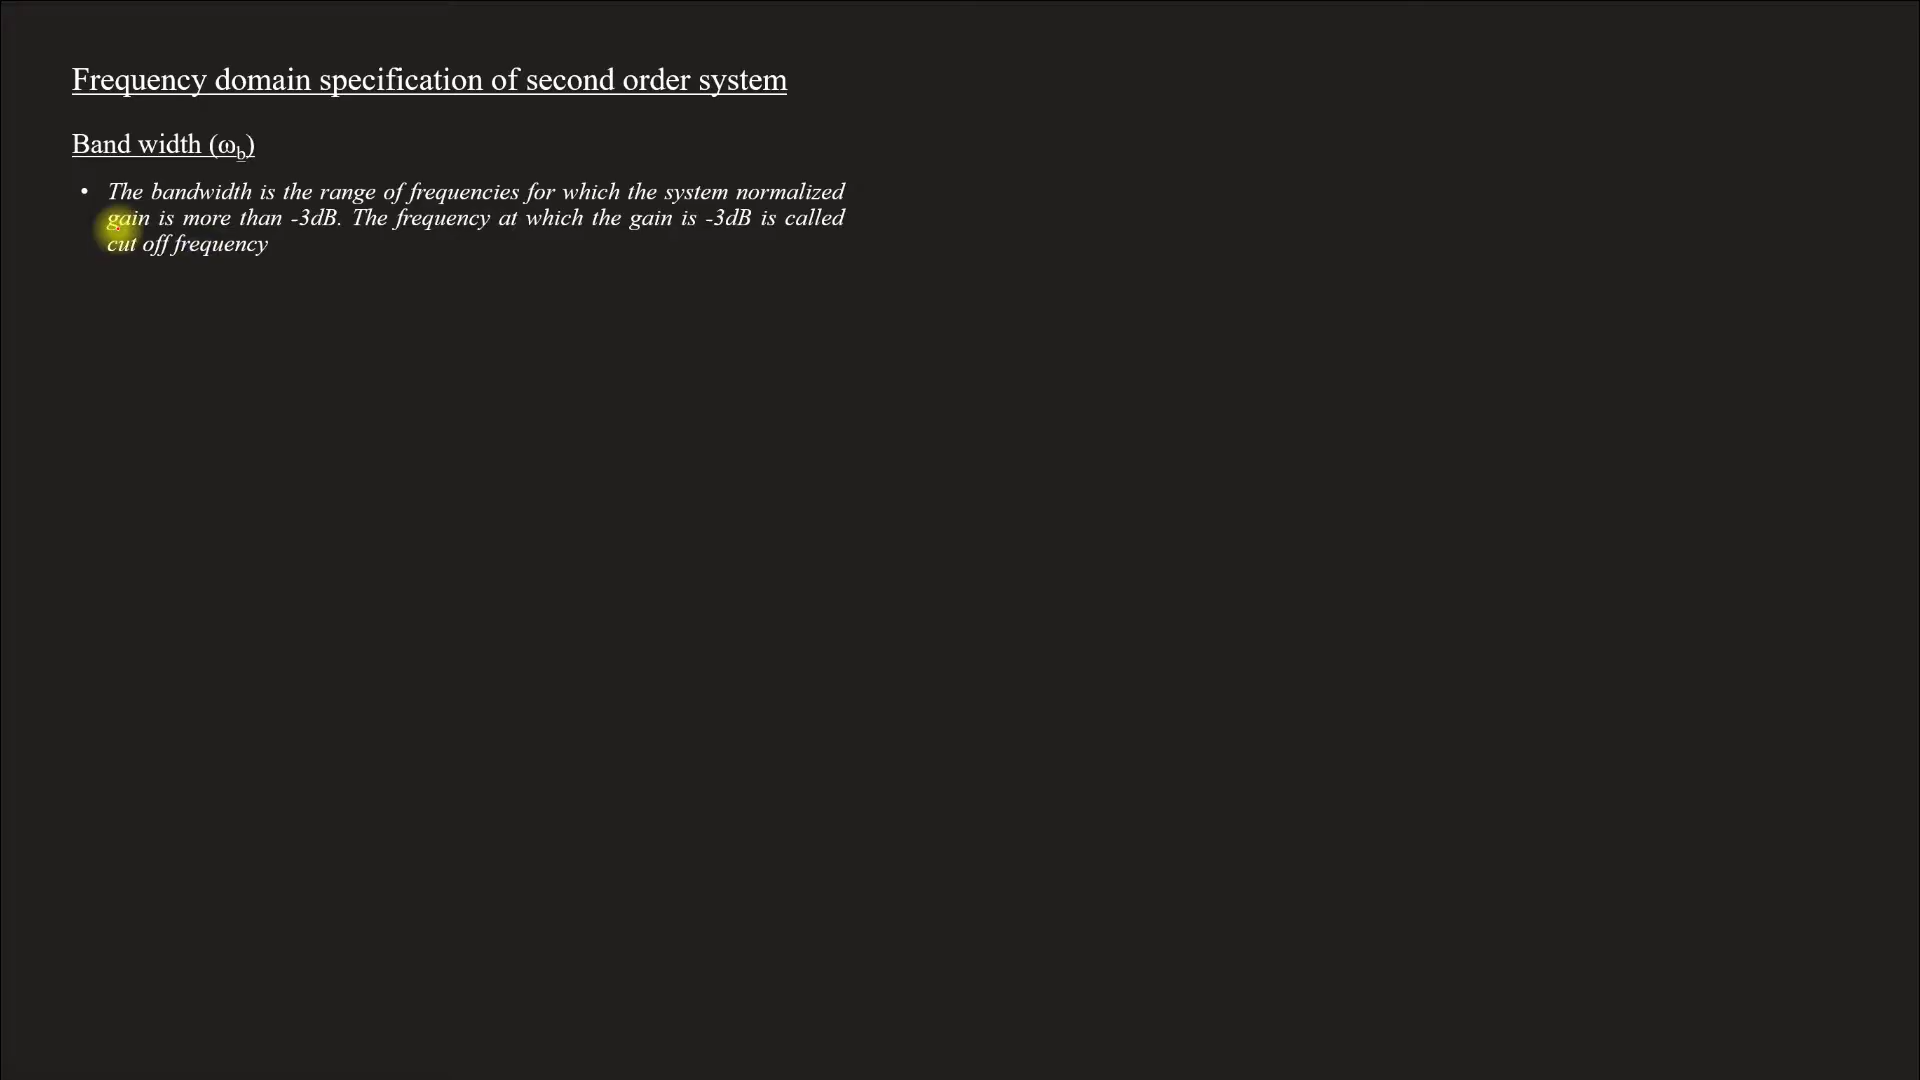 Frequency domain specification of second order system
Band width (ω_b)
• The bandwidth is the range of frequencies for which the system normalized
gain is more than -3dB. The frequency at which the gain is -3dB is called
cut off frequency